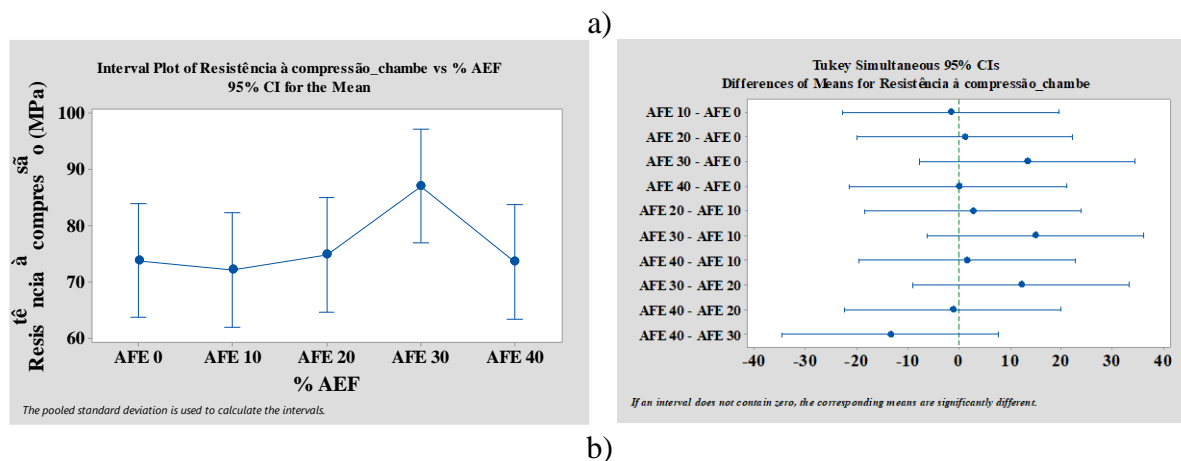 a)
Interval Plot of Resistência à compressão_chambe vs % AEF
95% CI for the Mean
Resistência à compressão (MPa)
100
90
80
70
60
AFE 0 AFE 10 AFE 20 AFE 30 AFE 40
% AEF
The pooled standard deviation is used to calculate the intervals.
Tukey Simultaneous 95% CIs
Differences of Means for Resistência à compressão_chambe
AFE 10 - AFE 0
AFE 20 - AFE 0
AFE 30 - AFE 0
AFE 40 - AFE 0
AFE 20 - AFE 10
AFE 30 - AFE 10
AFE 40 - AFE 10
AFE 30 - AFE 20
AFE 40 - AFE 20
AFE 40 - AFE 30
-40 -30 -20 -10 0 10 20 30 40
If an interval does not contain zero, the corresponding means are significantly different.
b)